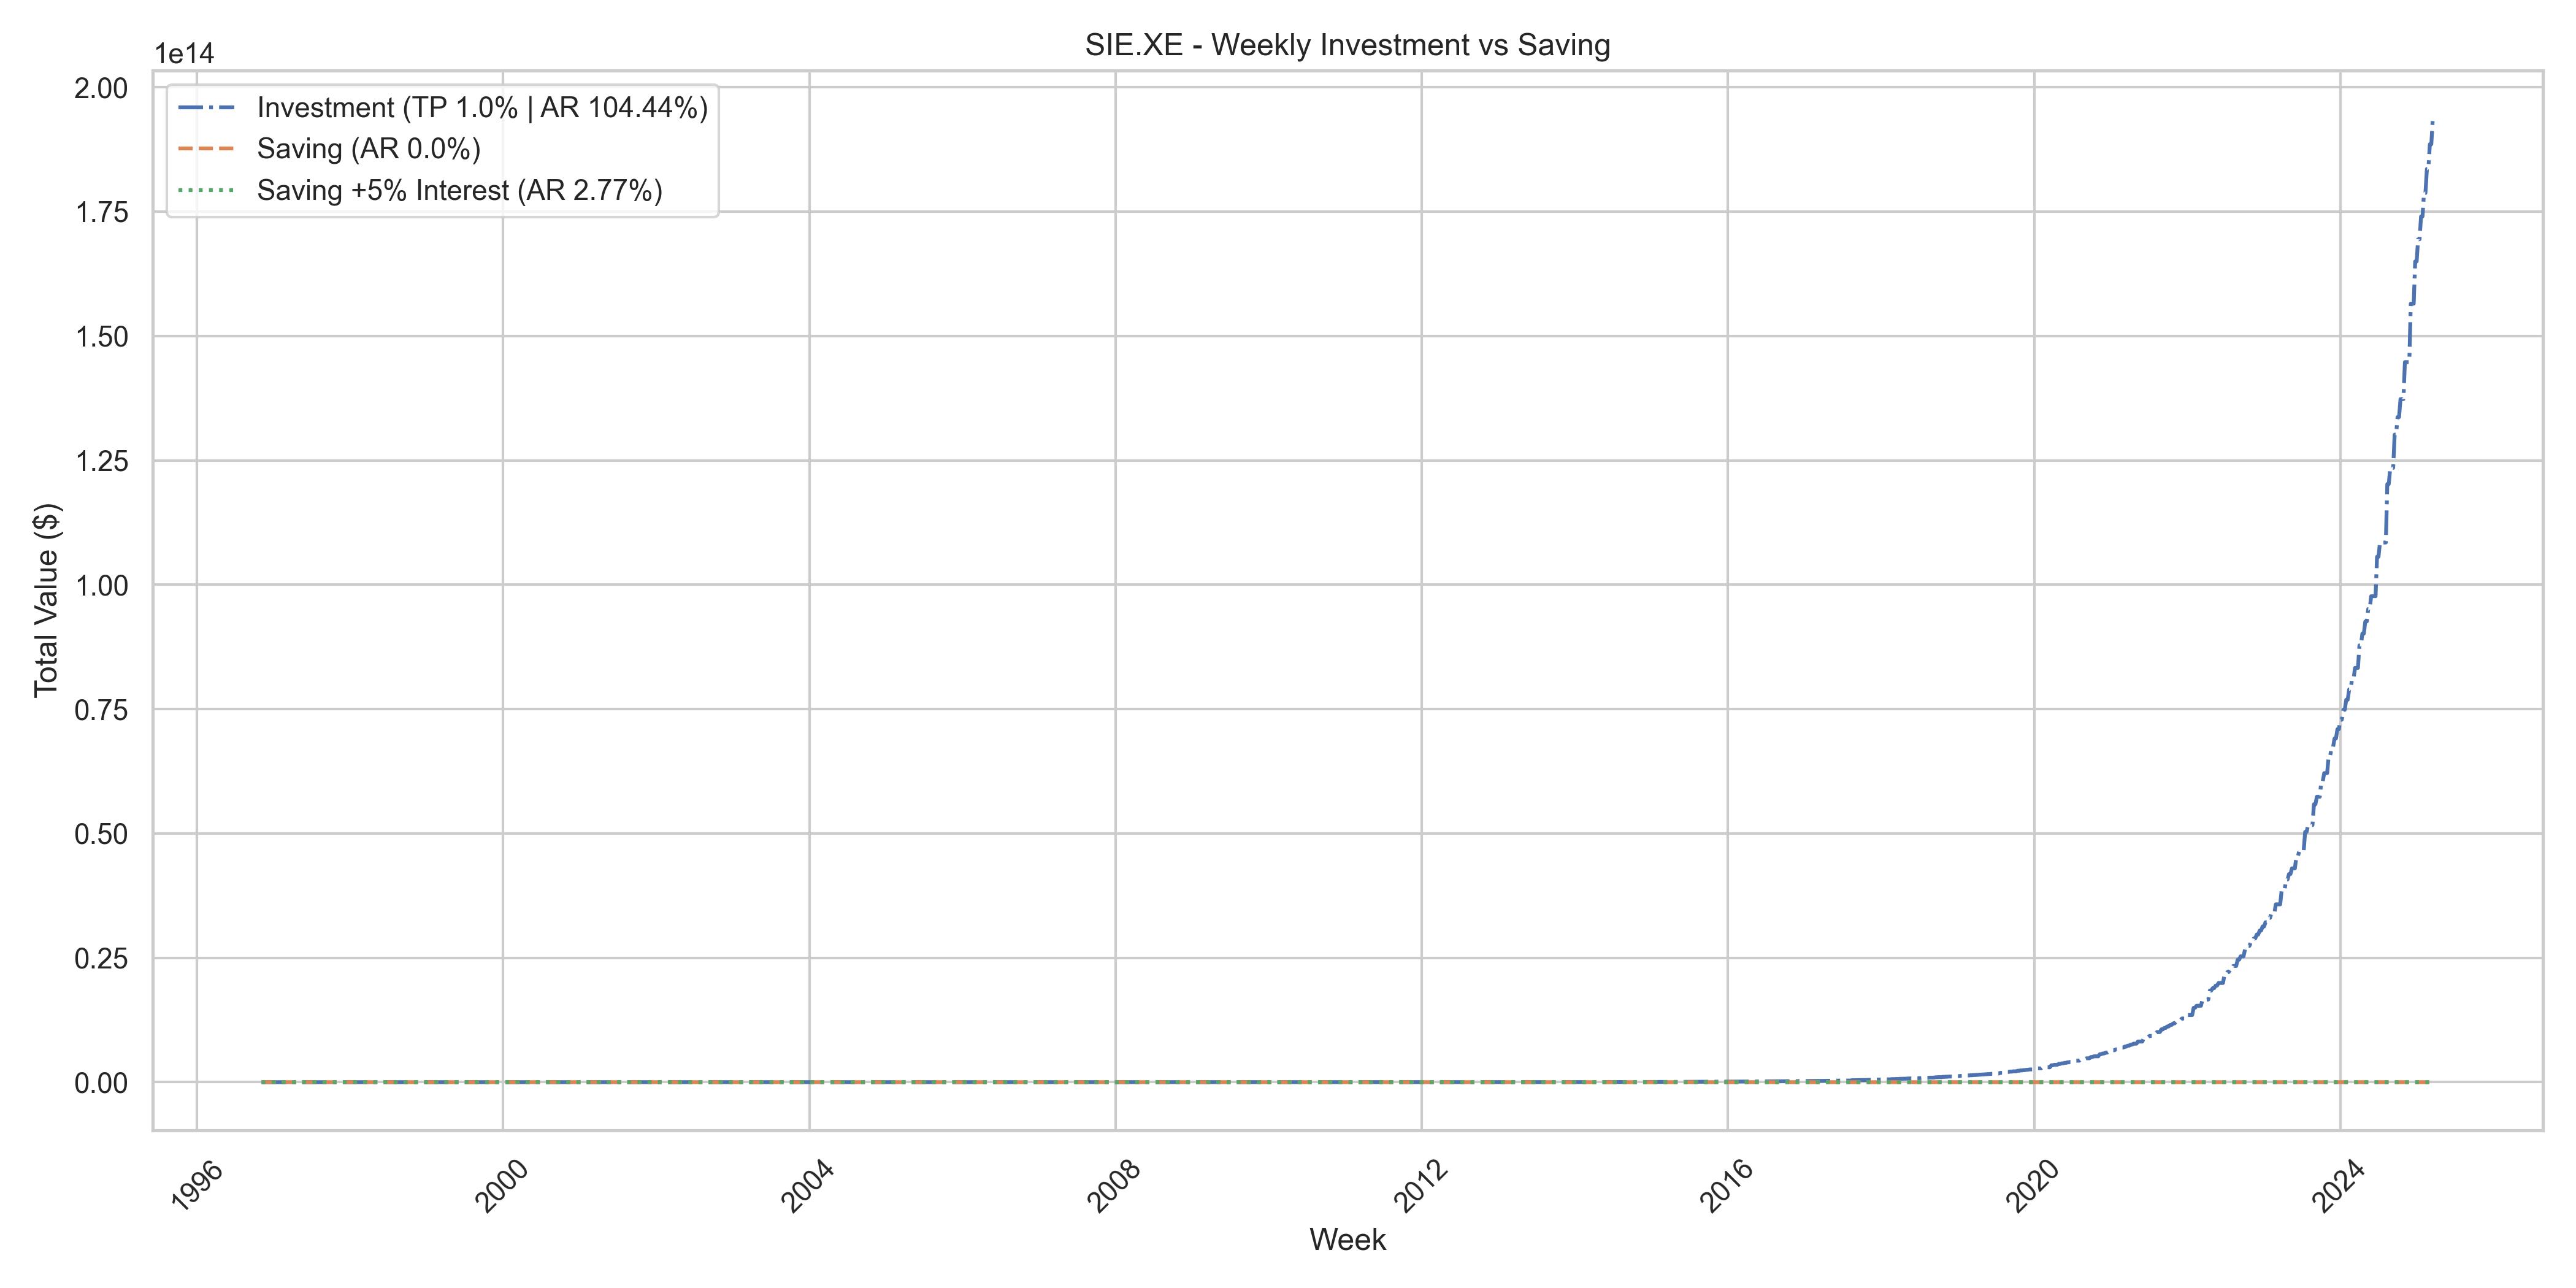 SIE.XE - Weekly Investment vs Saving
1e14
2.00
1.75
1.50
1.25
1.00
0.75
0.50
0.25
0.00
Total Value ($)
Investment (TP 1.0% | AR 104.44%)
Saving (AR 0.0%)
Saving +5% Interest (AR 2.77%)
1996
2000
2004
2008
2012
2016
2020
2024
Week